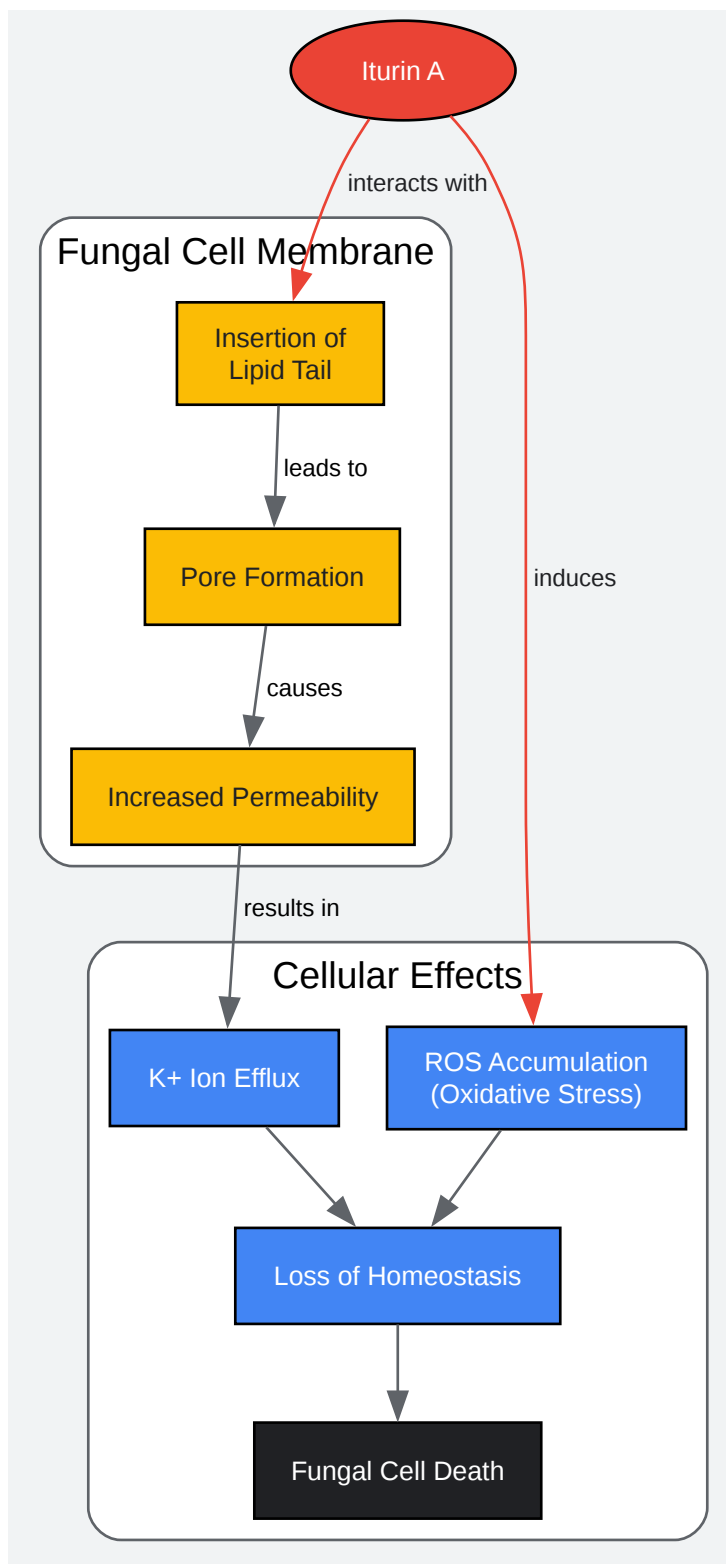 Iturin A
interacts with
Fungal Cell Membrane
Insertion of
Lipid Tail
leads to
Pore Formation
induces
causes
Increased Permeability
results in
Cellular Effects
K+ Ion Efflux
ROS Accumulation
(Oxidative Stress)
Loss of Homeostasis
Fungal Cell Death